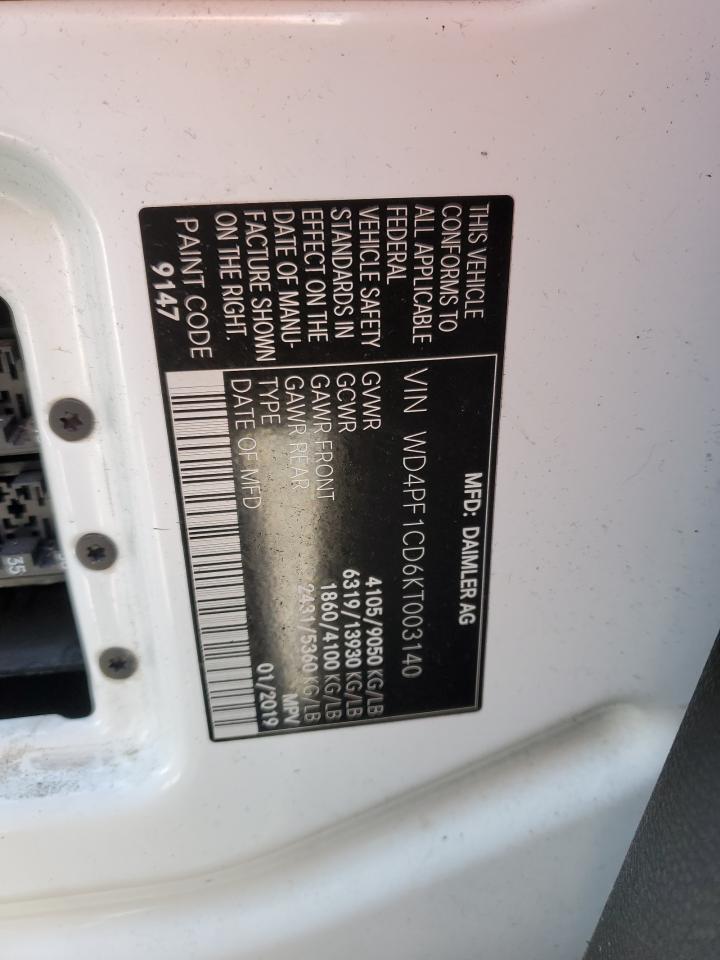 THIS VEHICLE
CONFORMS TO
ALL APPLICABLE
FEDERAL
VEHICLE SAFETY
STANDARDS IN
EFFECT ON THE
DATE OF MANU-
FACTURE SHOWN
ON THE RIGHT.
PAINT CODE
9147
MFD: DAIMLER AG
VIN WD4PF1CD6KT003140
GVWR 4105/9050 KG/LB
GCWR 6319/13930 KG/LB
GAWR FRONT 1860/4100 KG/LB
GAWR REAR 2431/5360 KG/LB
TYPE MPV
DATE OF MFD 01/2019
35